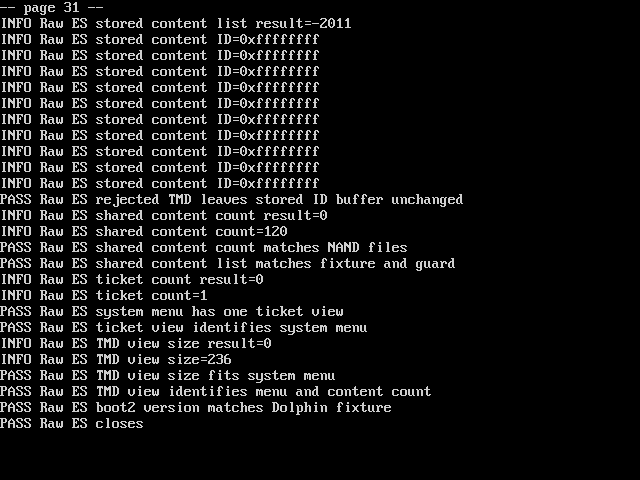 -- page 31 --
INFO Raw ES stored content list result=-2011
INFO Raw ES stored content ID=0xffffffff
INFO Raw ES stored content ID=0xffffffff
INFO Raw ES stored content ID=0xffffffff
INFO Raw ES stored content ID=0xffffffff
INFO Raw ES stored content ID=0xffffffff
INFO Raw ES stored content ID=0xffffffff
INFO Raw ES stored content ID=0xffffffff
INFO Raw ES stored content ID=0xffffffff
INFO Raw ES stored content ID=0xffffffff
INFO Raw ES stored content ID=0xffffffff
PASS Raw ES rejected TMD leaves stored ID buffer unchanged
INFO Raw ES shared content count result=0
INFO Raw ES shared content count=120
PASS Raw ES shared content count matches NAND files
PASS Raw ES shared content list matches fixture and guard
INFO Raw ES ticket count result=0
INFO Raw ES ticket count=1
PASS Raw ES system menu has one ticket view
PASS Raw ES ticket view identifies system menu
INFO Raw ES TMD view size result=0
INFO Raw ES TMD view size=236
PASS Raw ES TMD view size fits system menu
PASS Raw ES TMD view identifies menu and content count
PASS Raw ES boot2 version matches Dolphin fixture
PASS Raw ES closes